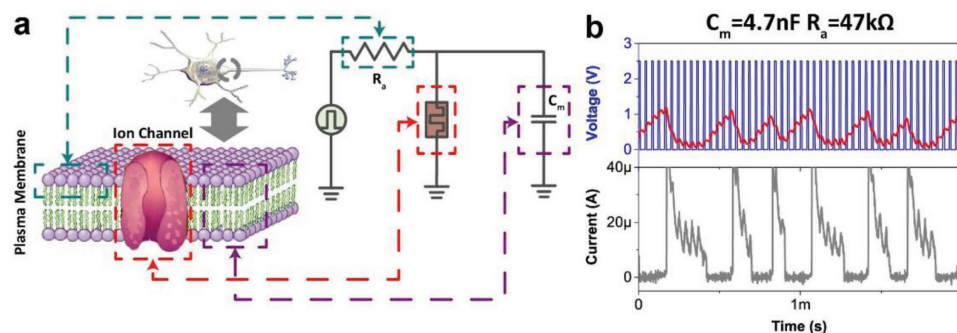 a
Ion Channel
Plasma Membrane
Rₐ
Cₘ
b
Cₘ=4.7nF Rₐ=47kΩ
Voltage (V)
3
2
1
0
Current (A)
40μ
20μ
0
0
1m
Time (s)